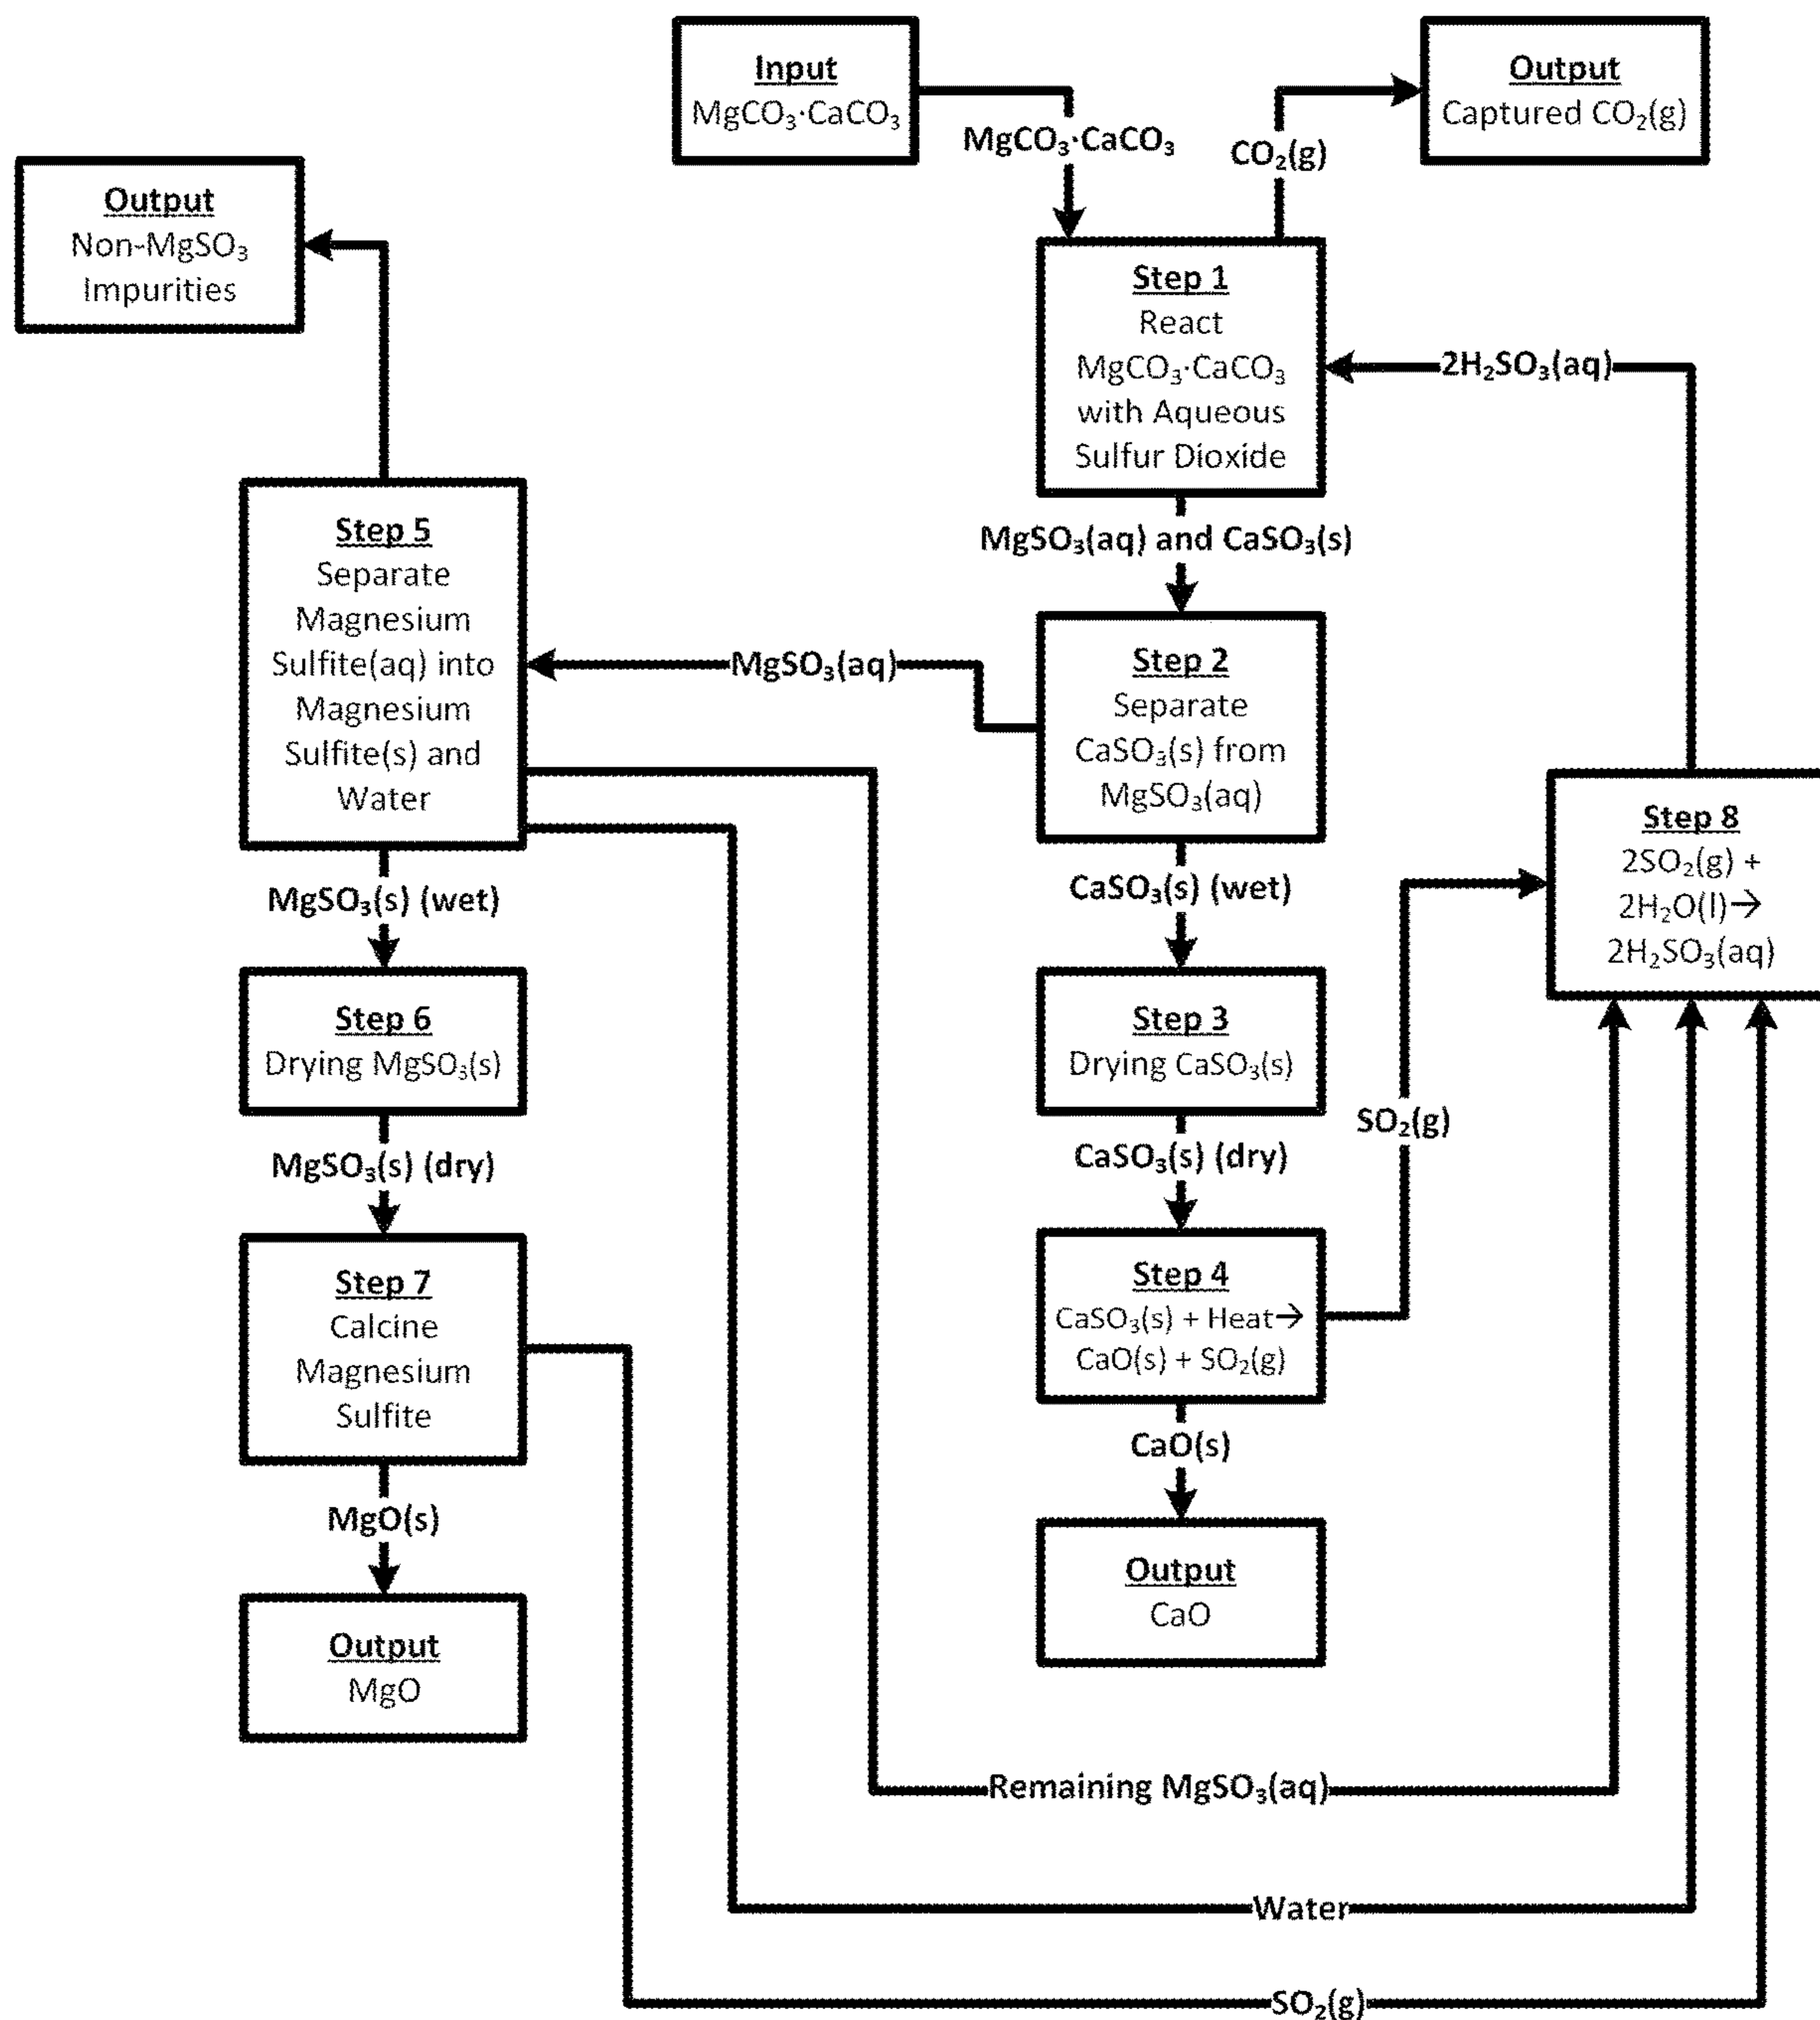 Input
MgCO₃·CaCO₃
Output
Captured CO₂(g)
MgCO₃·CaCO₃
CO₂(g)
Output
Non-MgSO₃
Impurities
Step 1
React
MgCO₃·CaCO₃
with Aqueous
Sulfur Dioxide
2H₂SO₃(aq)
MgSO₃(aq) and CaSO₃(s)
Step 5
Separate
Magnesium
Sulfite(aq) into
Magnesium
Sulfite(s) and
Water
MgSO₃(aq)
Step 2
Separate
CaSO₃(s) from
MgSO₃(aq)
Step 8
2SO₂(g) +
2H₂O(l)→
2H₂SO₃(aq)
MgSO₃(s) (wet)
CaSO₃(s) (wet)
Step 6
Drying MgSO₃(s)
Step 3
Drying CaSO₃(s)
SO₂(g)
MgSO₃(s) (dry)
CaSO₃(s) (dry)
Step 7
Calcine
Magnesium
Sulfite
Step 4
CaSO₃(s) + Heat→
CaO(s) + SO₂(g)
CaO(s)
MgO(s)
Output
CaO
Output
MgO
Remaining MgSO₃(aq)
Water
SO₂(g)